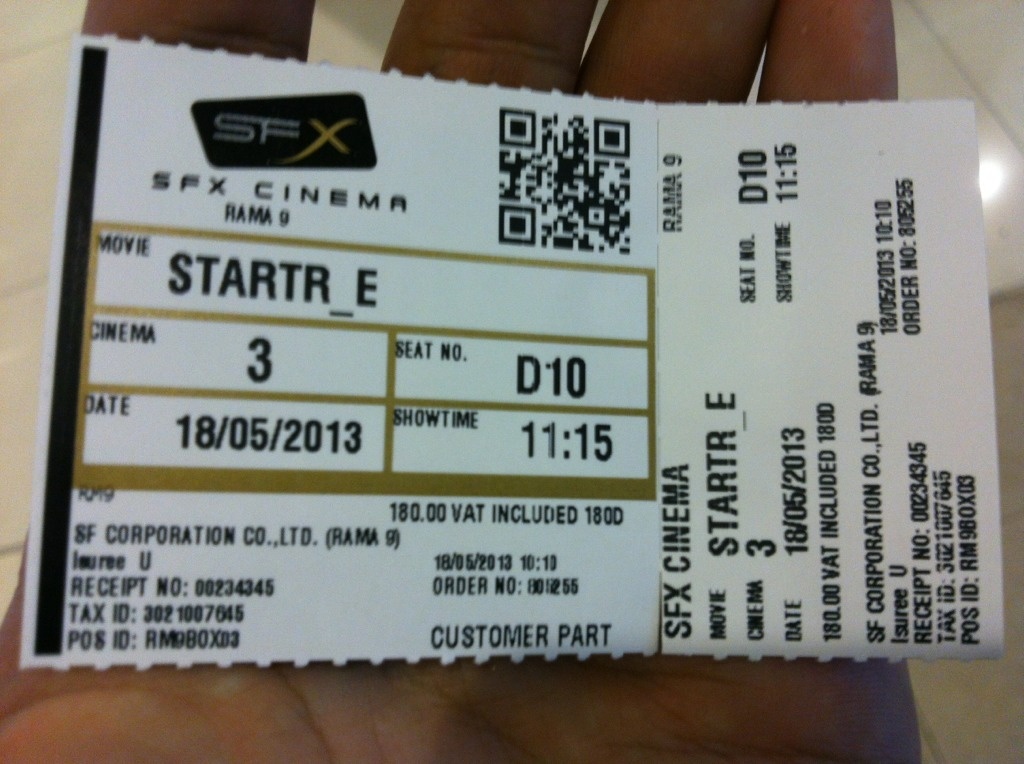 SFX
SFX CINEMA
RAMA 9
MOVIE
STARTR_E
CINEMA
3
SEAT NO.
D10
DATE
18/05/2013
SHOWTIME
11:15
RM9
180.00 VAT INCLUDED 180D
SF CORPORATION CO.,LTD. (RAMA 9)
Isuree U
18/05/2013 10:10
RECEIPT NO: 00234345
ORDER NO: 805255
TAX ID: 3021007645
POS ID: RM9BOX03
CUSTOMER PART
SFX CINEMA
RAMA 9
MOVIE STARTR_E
CINEMA 3
SEAT NO. D10
DATE 18/05/2013
SHOWTIME 11:15
180.00 VAT INCLUDED 180D
SF CORPORATION CO.,LTD. (RAMA 9)
Isuree U
18/05/2013 10:10
RECEIPT NO: 00234345
ORDER NO: 805255
TAX ID: 3021007645
POS ID: RM9BOX03